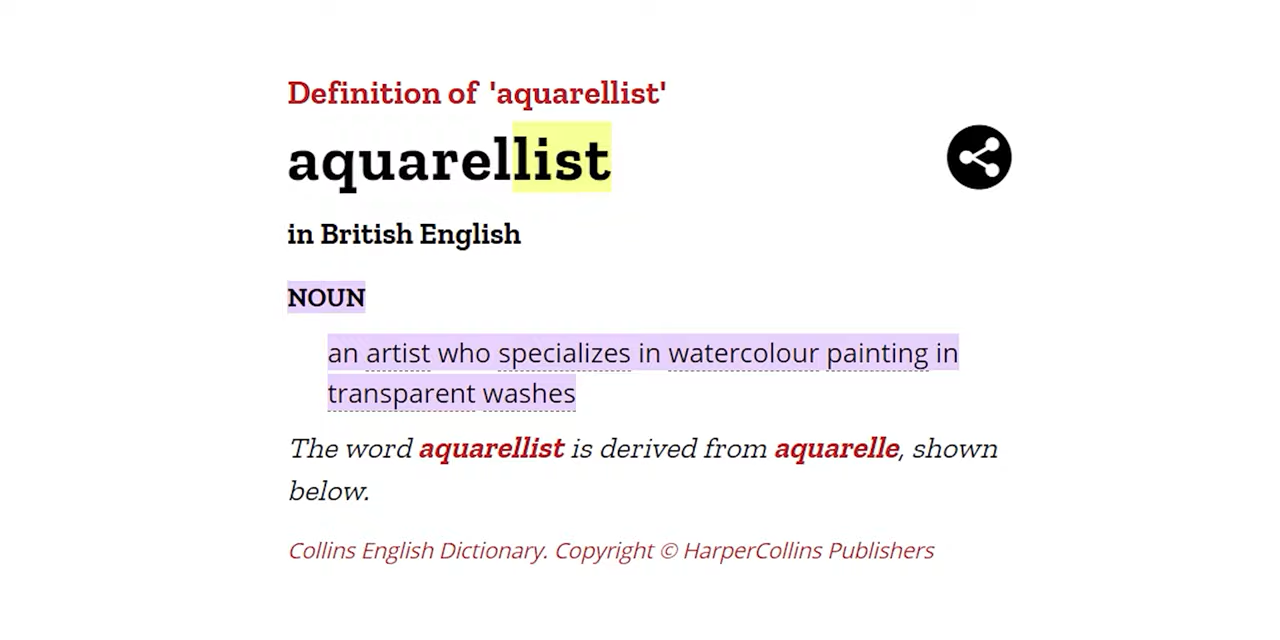 Definition of 'aquarellist'
aquarellist
in British English
NOUN
an artist who specializes in watercolour painting in
transparent washes
The word aquarellist is derived from aquarelle, shown
below.
Collins English Dictionary. Copyright © HarperCollins Publishers